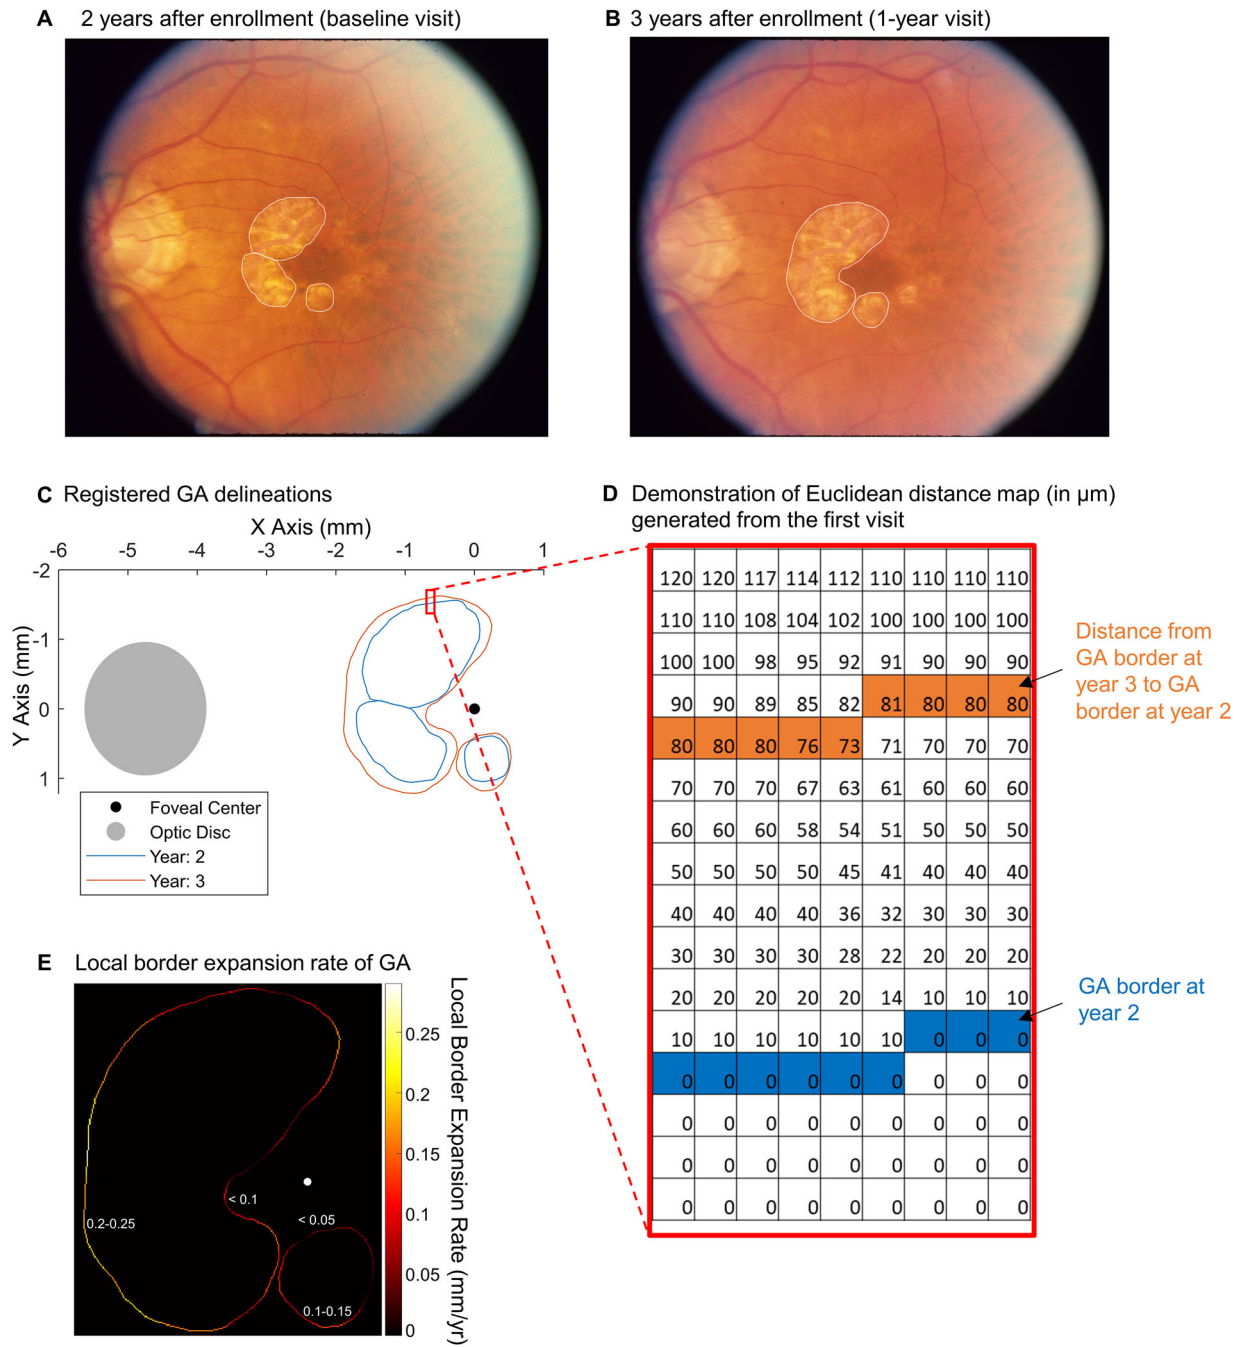 A 2 years after enrollment (baseline visit)
B 3 years after enrollment (1-year visit)
C Registered GA delineations
X Axis (mm)
-6 -5 -4 -3 -2 -1 0 1
-2
-1
0
1
Y Axis (mm)
Foveal Center
Optic Disc
Year: 2
Year: 3
D Demonstration of Euclidean distance map (in µm)
generated from the first visit
120 120 117 114 112 110 110 110 110
110 110 108 104 102 100 100 100 100
100 100 98 95 92 91 90 90 90
90 90 89 85 82 81 80 80 80
80 80 80 76 73 71 70 70 70
70 70 70 67 63 61 60 60 60
60 60 60 58 54 51 50 50 50
50 50 50 50 45 41 40 40 40
40 40 40 40 36 32 30 30 30
30 30 30 30 28 22 20 20 20
20 20 20 20 20 14 10 10 10
10 10 10 10 10 10 0 0 0
0 0 0 0 0 0 0 0 0
0 0 0 0 0 0 0 0 0
0 0 0 0 0 0 0 0 0
0 0 0 0 0 0 0 0 0
Distance from
GA border at
year 3 to GA
border at year 2
GA border at
year 2
E Local border expansion rate of GA
< 0.1
< 0.05
0.2-0.25
0.1-0.15
0.25
0.2
0.15
0.1
0.05
0
Local Border Expansion Rate (mm/yr)